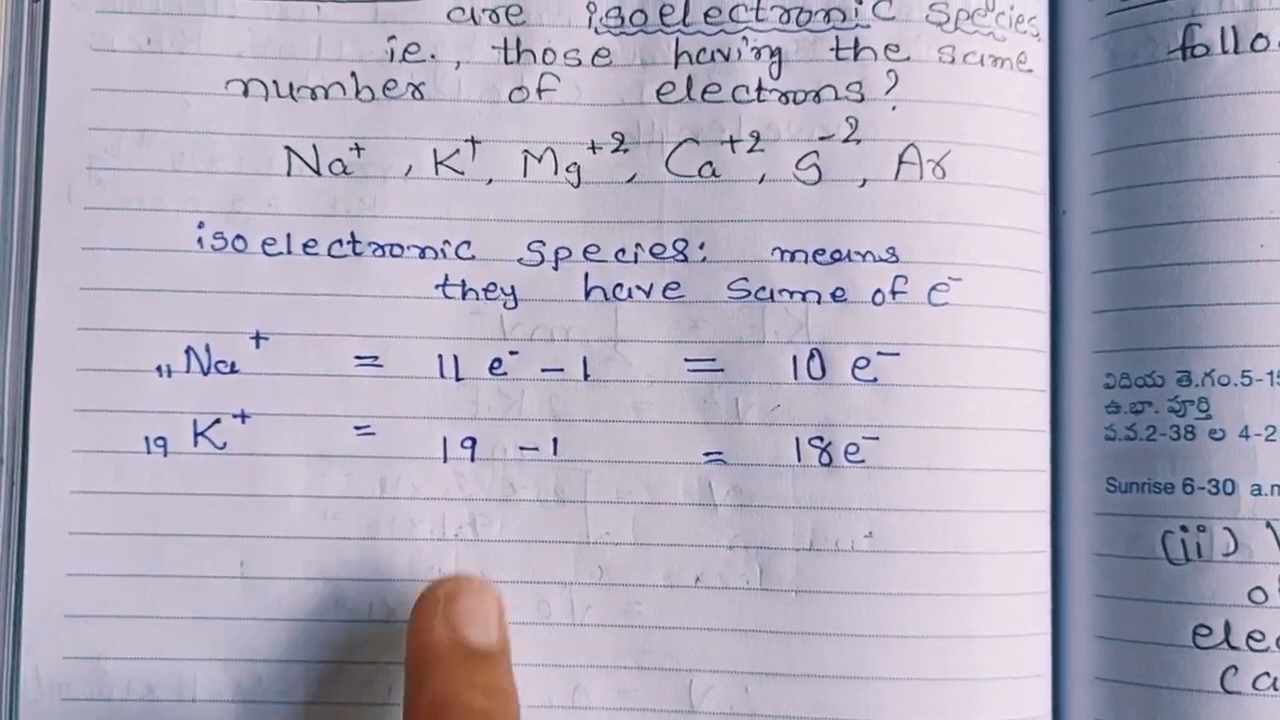 are isoelectronic species,
ie., those having the same
number of electrons?
Na⁺, K⁺, Mg⁺², Ca⁺², S⁻², Ar
isoelectronic species: means
they have same of e⁻
₁₁Na⁺ = 11 e⁻ - 1 = 10 e⁻
₁₉K⁺ = 19 - 1 = 18e⁻
follo
విదియ తె.గం.5-15
ఉ.భా. పూర్తి
ప.వ.2-38 ల 4-2
Sunrise 6-30 a.m
(ii)
o
ele
Ca